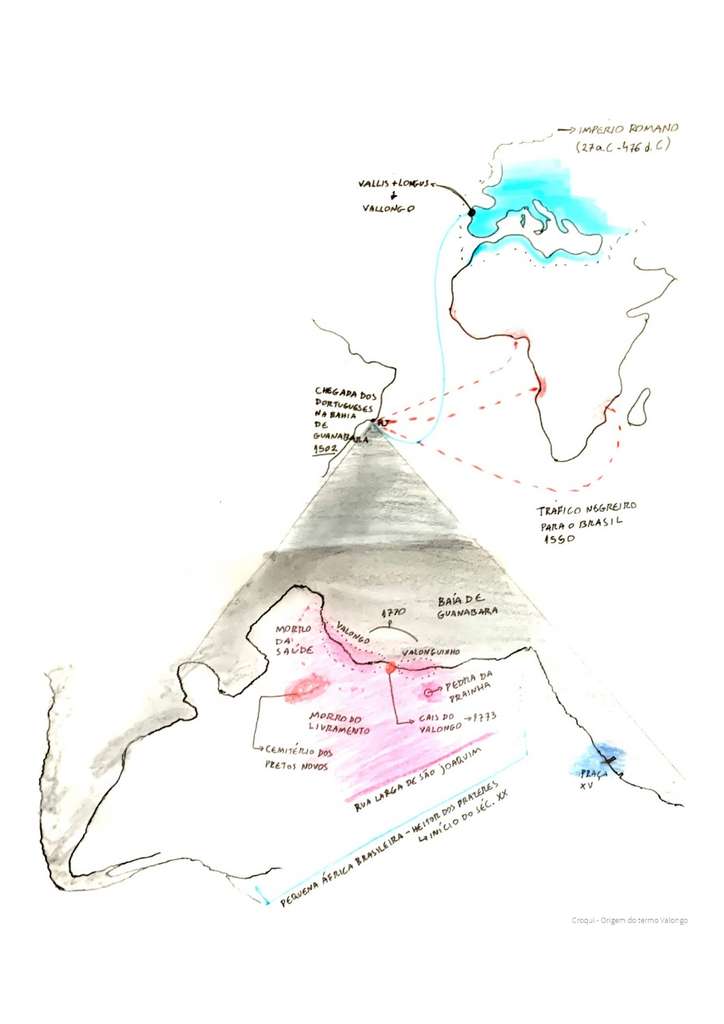 → IMPERIO ROMANO
(27a.C-476 d.C)
VALLIS+LONGUS
↓
VALLONGO
CHEGADA DOS
PORTUGUESES
NA BAHIA
DE
GUANABARA
1502
TRÁFICO NEGREIRO
PARA O BRASIL
1550
BAÍA DE
GUANABARA
1770
VALONGO
VALONGUINHO
MORRO
DA
SAÚDE
PEDRA DA
PRAINHA
MORRO DO
LIVRAMENTO
CAIS DO
VALONGO → 1773
CEMITÉRIO DOS
PRETOS NOVOS
RUA LARGA DE SÃO JOAQUIM
PRAÇA
XV
PEQUENA ÁFRICA BRASILEIRA - HEITOR DOS PRAZERES
↳ INÍCIO DO SÉC. XX
Croqui - Origem do termo Valongo